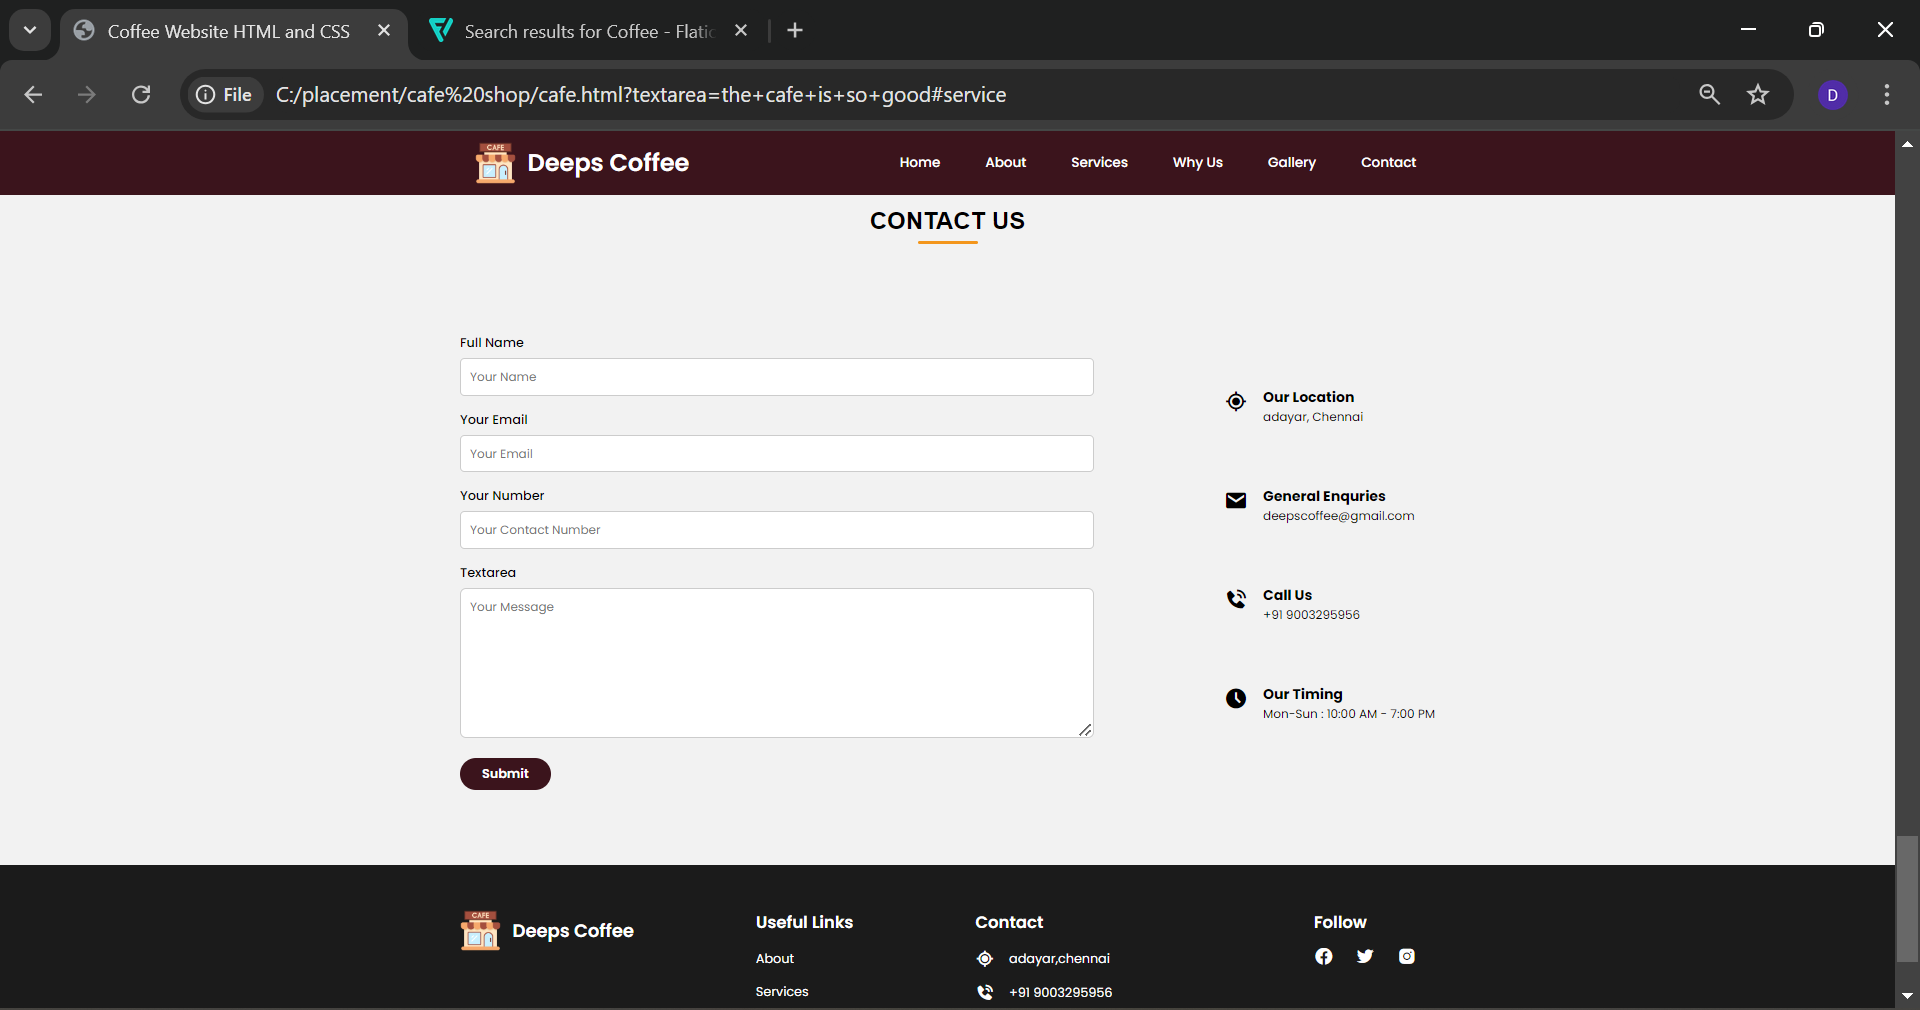 Coffee Website HTML and CSS
Search results for Coffee - Flatic
File
C:/placement/cafe%20shop/cafe.html?textarea=the+cafe+is+so+good#service
D
CAFE
Deeps Coffee
Home
About
Services
Why Us
Gallery
Contact
CONTACT US
Full Name
Your Name
Your Email
Your Email
Your Number
Your Contact Number
Textarea
Your Message
Submit
Our Location
adayar, Chennai
General Enquries
deepscoffee@gmail.com
Call Us
+91 9003295956
Our Timing
Mon-Sun : 10:00 AM - 7:00 PM
CAFE
Deeps Coffee
Useful Links
About
Services
Contact
adayar,chennai
+91 9003295956
Follow